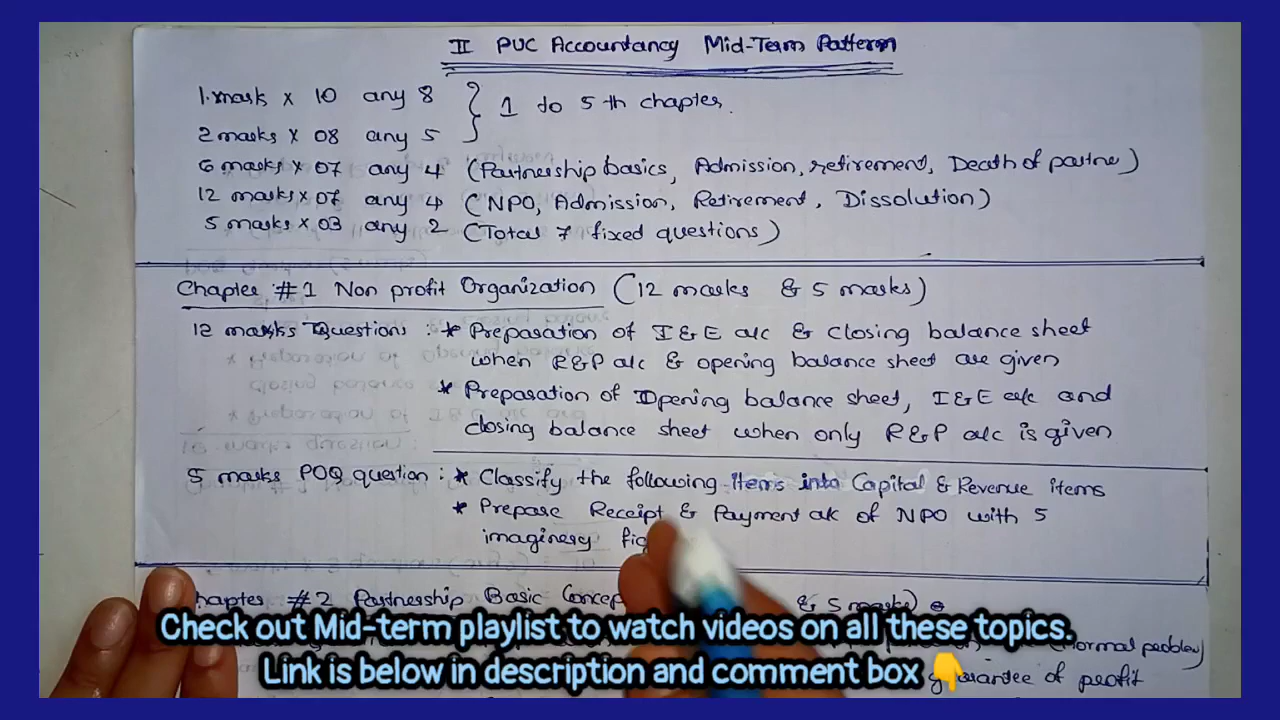 II PUC Accountancy Mid-Term Pattern
1 mark x 10 any 8 } 1 to 5 th chapter.
2 marks x 08 any 5
6 marks x 07 any 4 (Partnership basics, Admission, retirement, Death of partne)
12 marks x 07 any 4 (NPO, Admission, Retirement, Dissolution)
5 marks x 03 any 2 (Total 7 fixed questions)
Chapter #1 Non profit Organization (12 marks & 5 marks)
12 marks Questions : * Preparation of I&E a/c & closing balance sheet
when R&P a/c & opening balance sheet are given
* Preparation of Opening balance sheet, I&E a/c and
closing balance sheet when only R&P a/c is given
5 marks POQ question : * Classify the following items into Capital & Revenue items
* Prepare Receipt & Payment a/c of NPO with 5
imaginery
Chapter #2 Partnership Basic & 5 marks)
(Normal problem)
guarantee of profit
Check out Mid-term playlist to watch videos on all these topics.
Link is below in description and comment box 👇